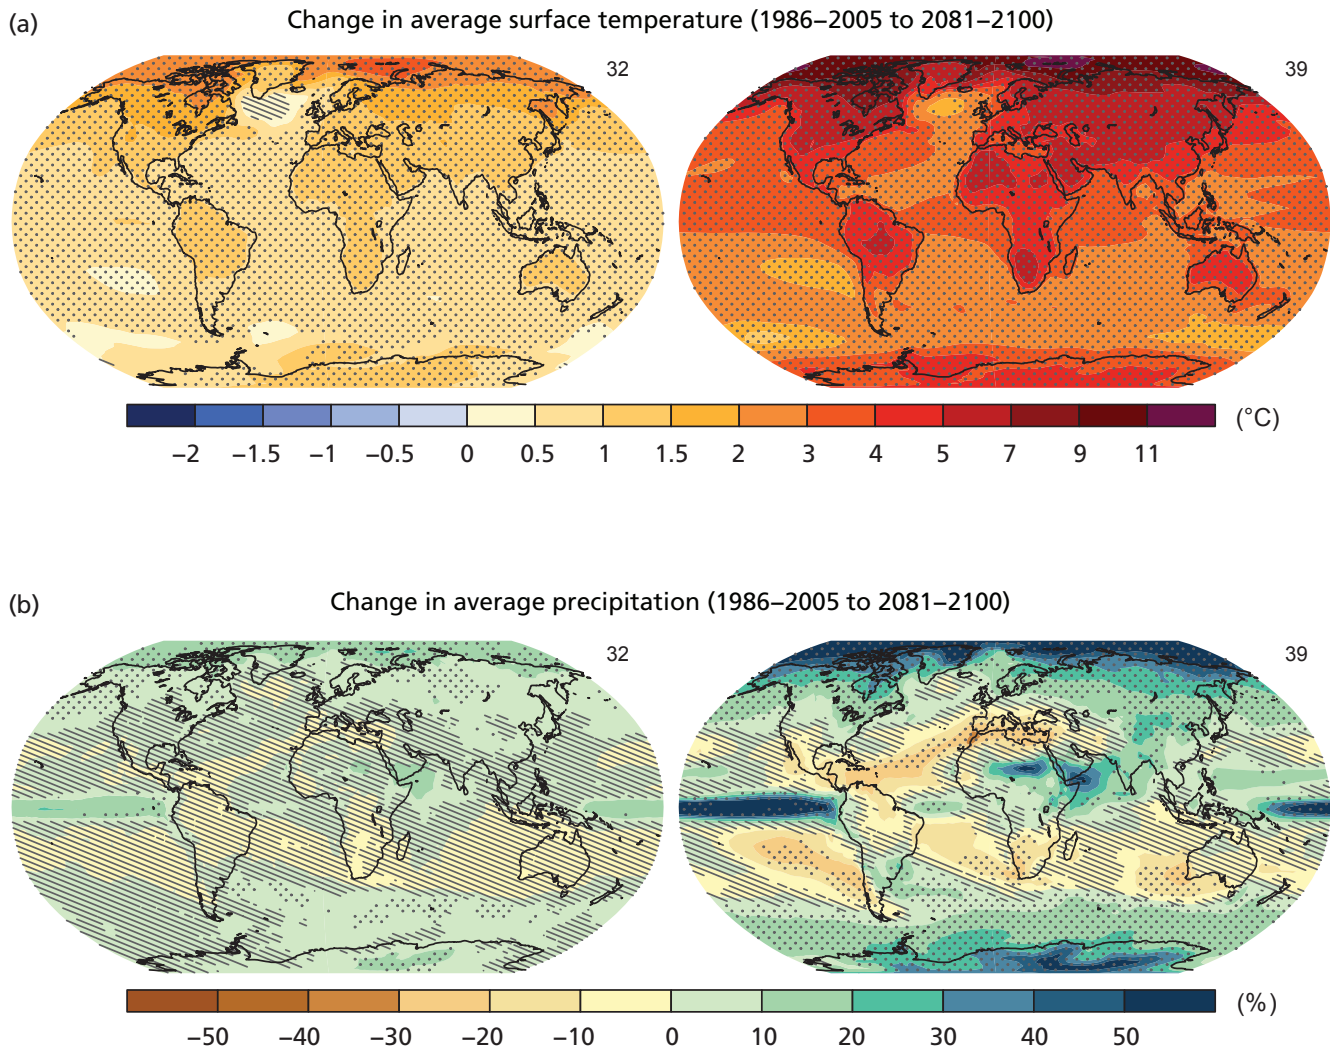 (a)
Change in average surface temperature (1986–2005 to 2081–2100)
32
39
(°C)
−2 −1.5 −1 −0.5 0 0.5 1 1.5 2 3 4 5 7 9 11
(b)
Change in average precipitation (1986–2005 to 2081–2100)
32
39
(%)
−50 −40 −30 −20 −10 0 10 20 30 40 50